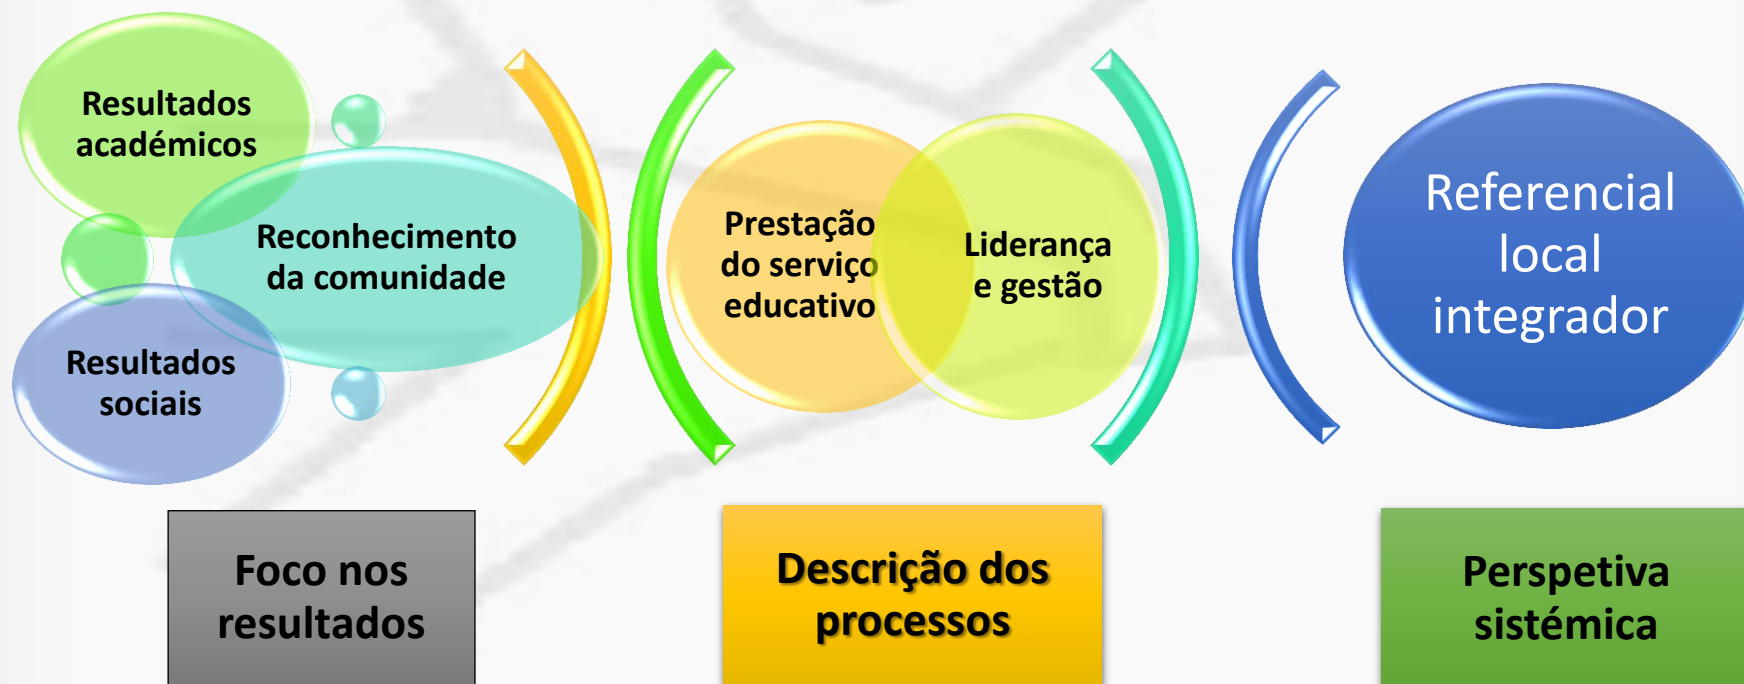 Resultados
académicos
Reconhecimento
da comunidade
Resultados
sociais
Prestação
do serviço
educativo
Liderança
e gestão
Referencial
local
integrador
Foco nos
resultados
Descrição dos
processos
Perspetiva
sistémica